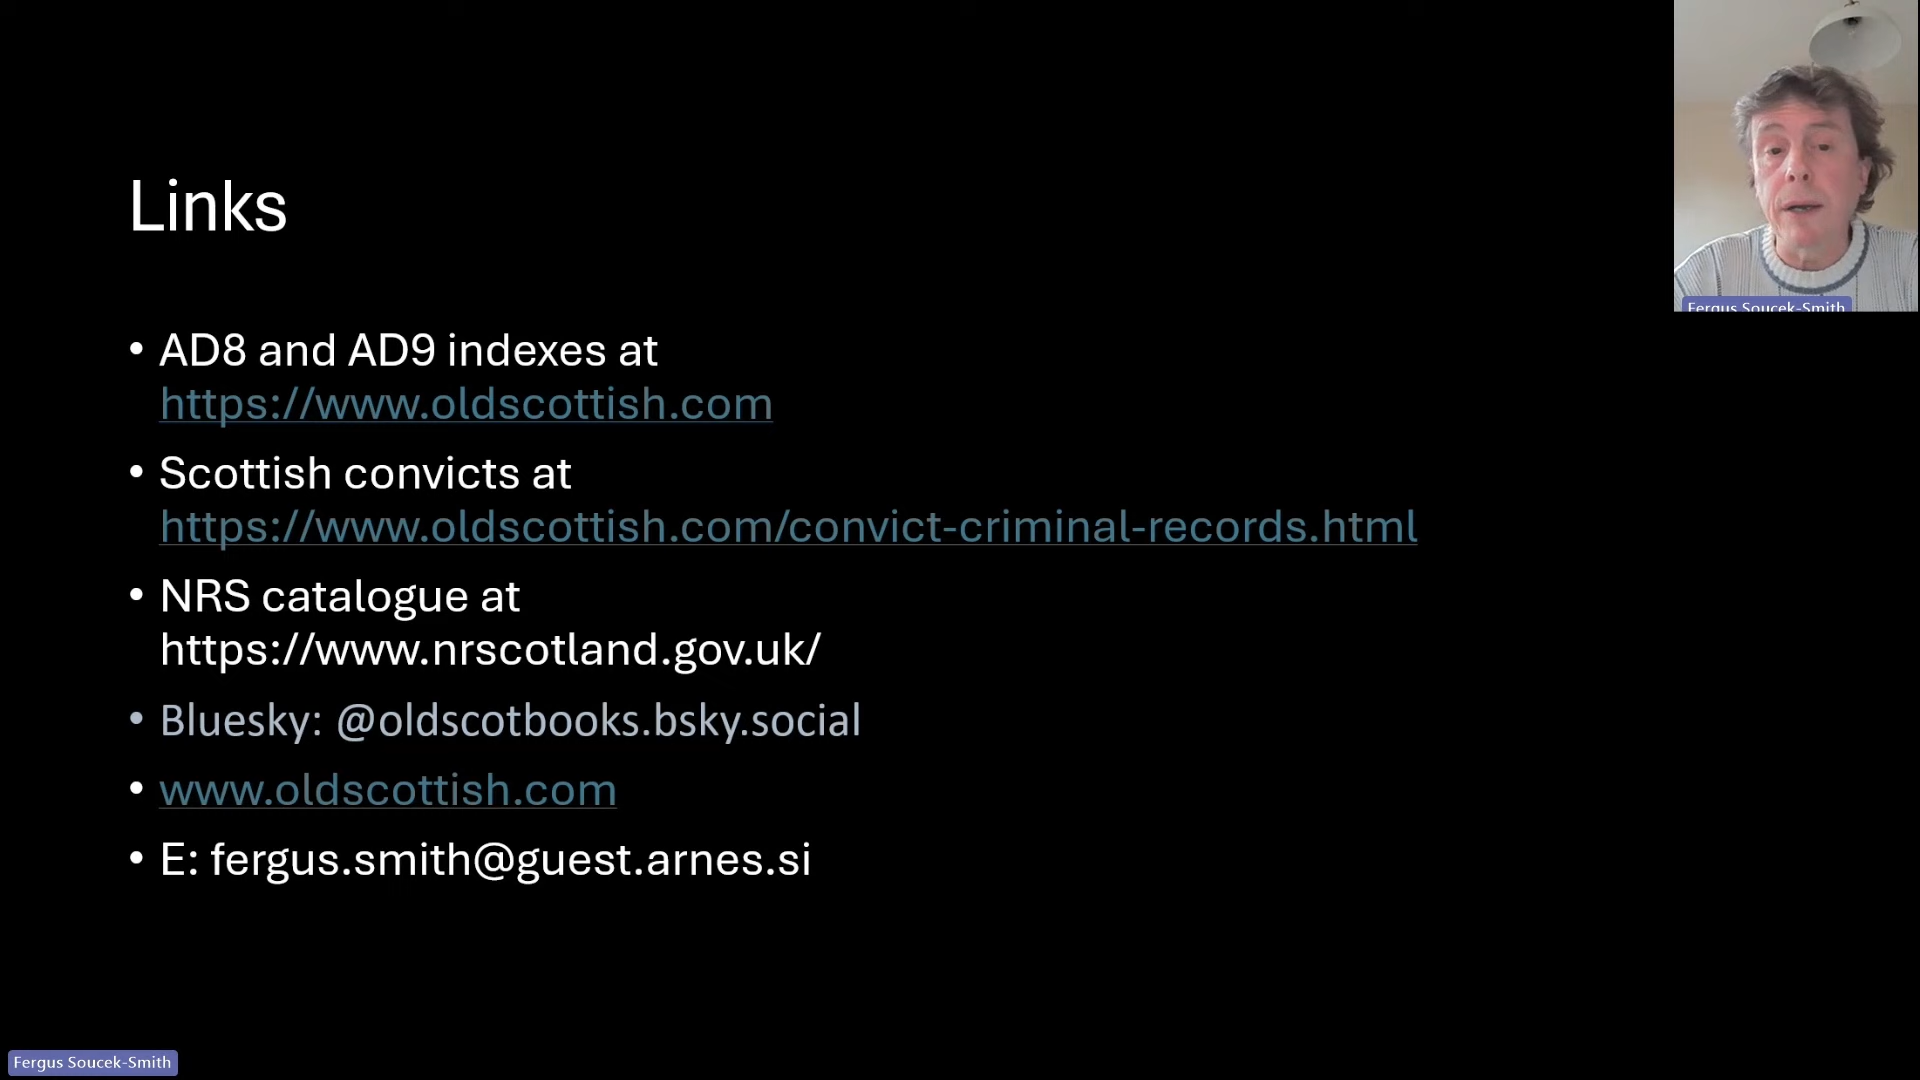 Links
• AD8 and AD9 indexes at
https://www.oldscottish.com
• Scottish convicts at
https://www.oldscottish.com/convict-criminal-records.html
• NRS catalogue at
https://www.nrscotland.gov.uk/
• Bluesky: @oldscotbooks.bsky.social
• www.oldscottish.com
• E: fergus.smith@guest.arnes.si
Fergus Soucek-Smith
Fergus Soucek-Smith